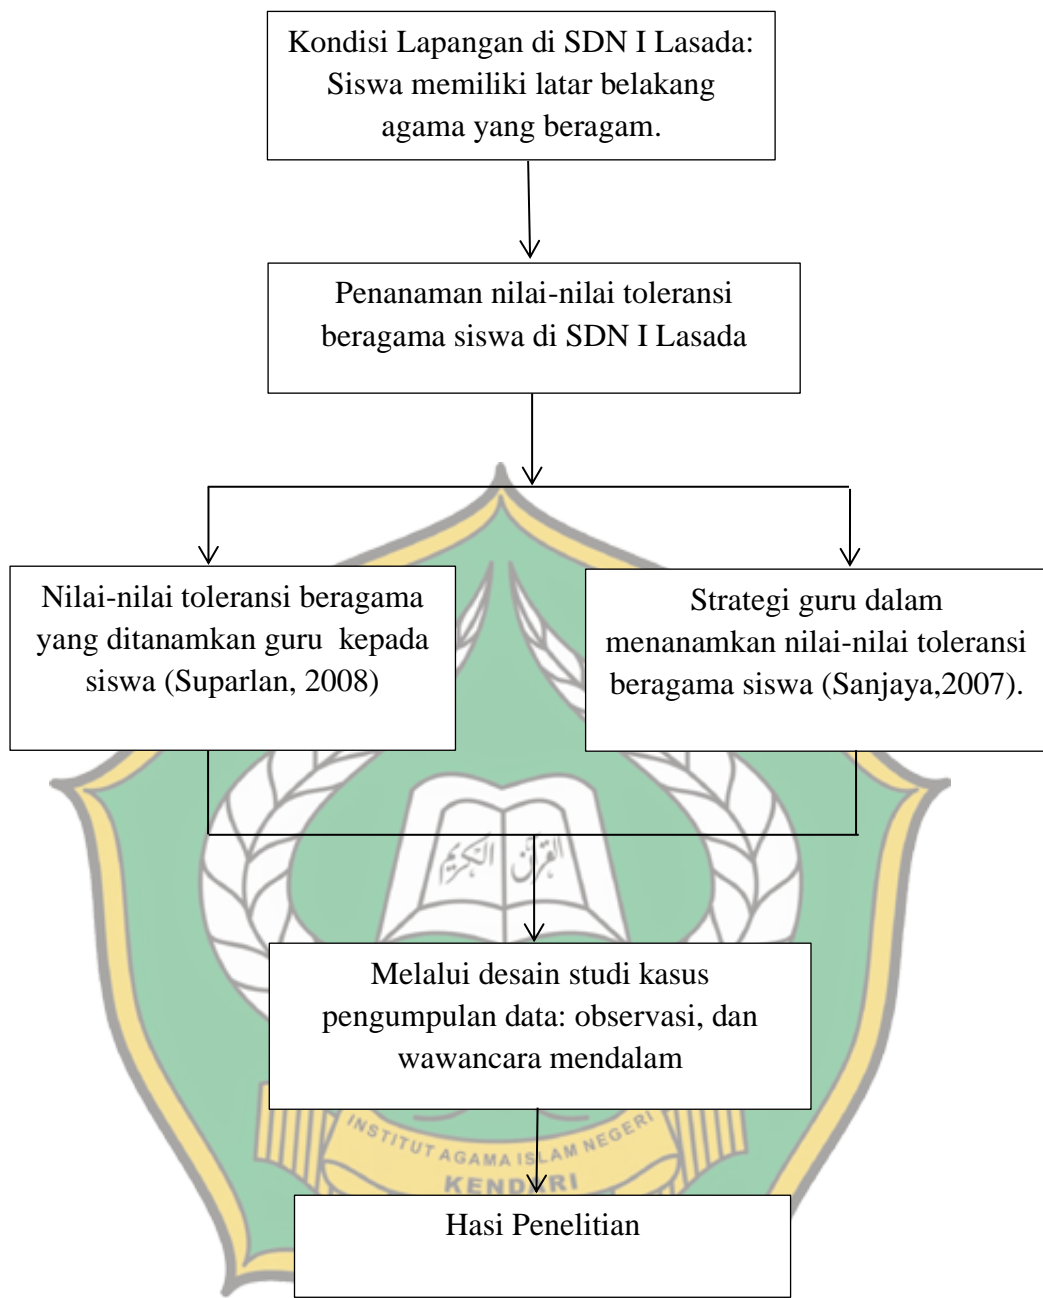 Kondisi Lapangan di SDN I Lasada:
Siswa memiliki latar belakang
agama yang beragam.
Penanaman nilai-nilai toleransi
beragama siswa di SDN I Lasada
Nilai-nilai toleransi beragama
yang ditanamkan guru  kepada
siswa (Suparlan, 2008)
Strategi guru dalam
menanamkan nilai-nilai toleransi
beragama siswa (Sanjaya,2007).
القرآن الكريم
Melalui desain studi kasus
pengumpulan data: observasi, dan
wawancara mendalam
INSTITUT AGAMA ISLAM NEGERI
KENDARI
Hasi Penelitian